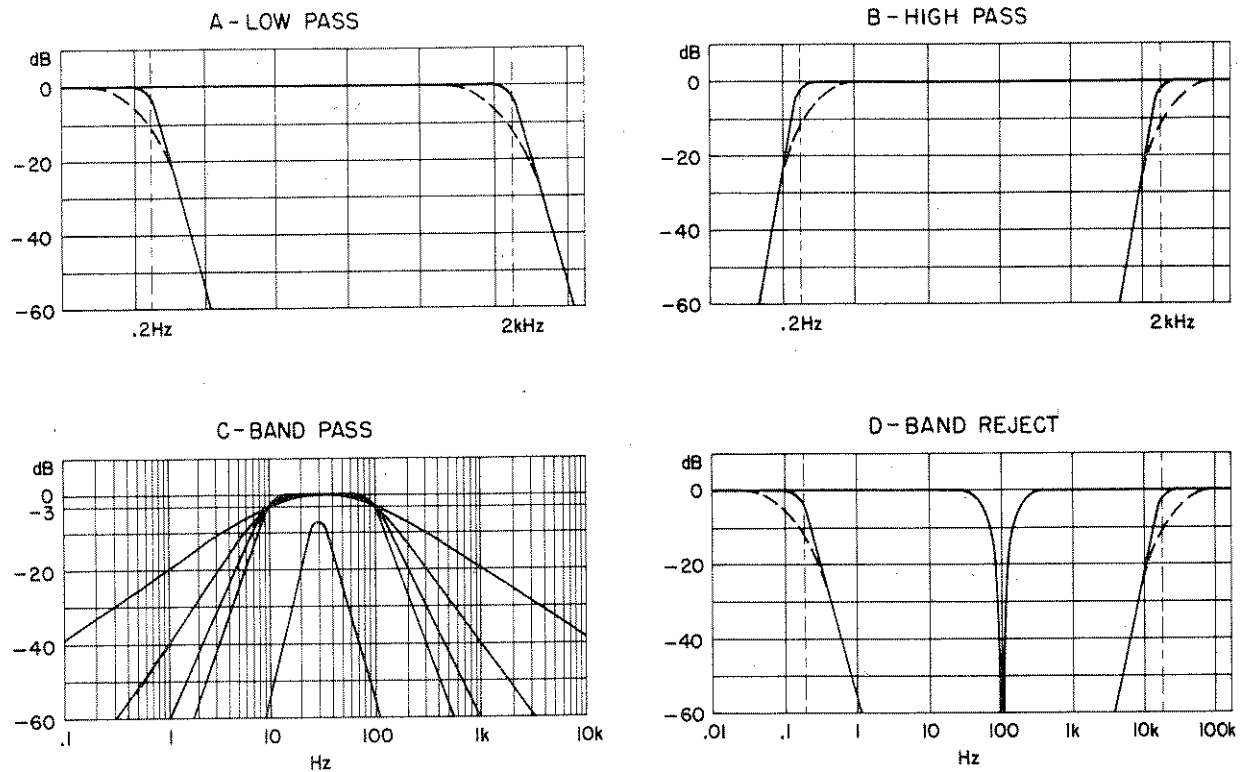 A-LOW PASS
dB
0
-20
-40
-60
.2Hz
2kHz
B-HIGH PASS
dB
0
-20
-40
-60
.2Hz
2kHz
C-BAND PASS
dB
0
-3
-20
-40
-60
.1
1
10
100
1k
10k
Hz
D-BAND REJECT
dB
0
-20
-40
-60
.01
0.1
1
10
100
1k
10k
100k
Hz